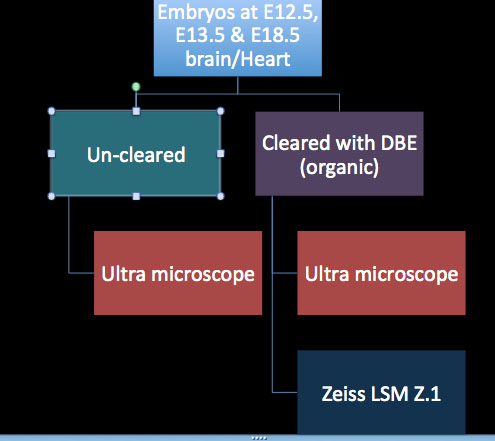 Embryos at E12.5,
E13.5 & E18.5
brain/Heart
Un-cleared
Cleared with DBE
(organic)
Ultra microscope
Ultra microscope
Zeiss LSM Z.1